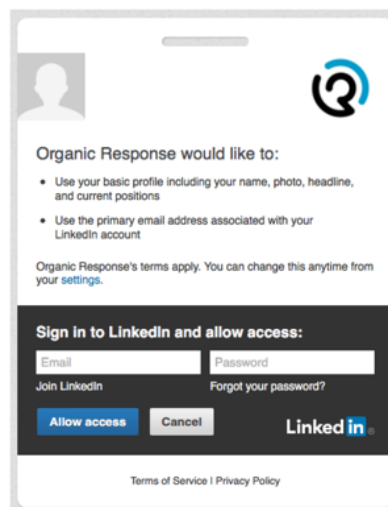 Organic Response would like to:
• Use your basic profile including your name, photo, headline,
and current positions
• Use the primary email address associated with your
LinkedIn account
Organic Response's terms apply. You can change this anytime from
your settings.
Sign in to LinkedIn and allow access:
Email Password
Join LinkedIn Forgot your password?
Allow access Cancel Linked in ®
Terms of Service | Privacy Policy